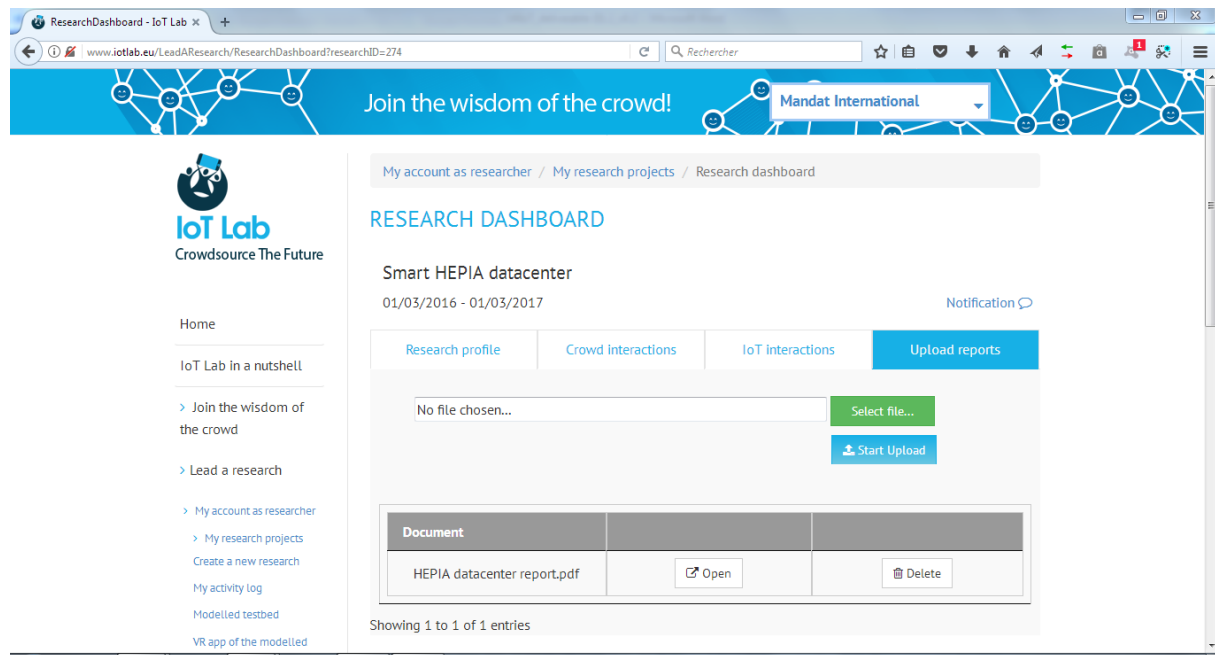 ResearchDashboard - IoT Lab
www.iotlab.eu/LeadAResearch/ResearchDashboard?researchID=274
Rechercher
1
Join the wisdom of the crowd!
Mandat International
IoT Lab
Crowdsource The Future
My account as researcher / My research projects / Research dashboard
RESEARCH DASHBOARD
Smart HEPIA datacenter
01/03/2016 - 01/03/2017
Notification
Home
IoT Lab in a nutshell
> Join the wisdom of
the crowd
> Lead a research
> My account as researcher
> My research projects
Create a new research
My activity log
Modelled testbed
VR app of the modelled
Research profile
Crowd interactions
IoT interactions
Upload reports
No file chosen...
Select file...
Start Upload
Document
HEPIA datacenter report.pdf
Open
Delete
Showing 1 to 1 of 1 entries